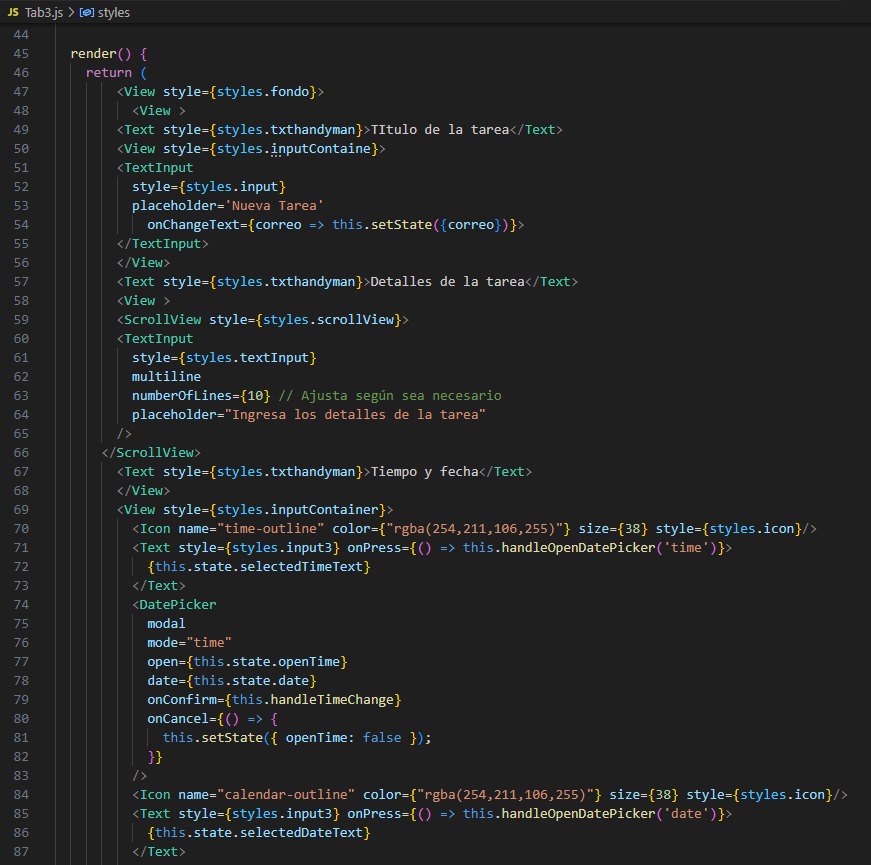 JS Tab3.js > styles
44
45 render() {
46 return (
47 <View style={styles.fondo}>
48 <View >
49 <Text style={styles.txthandyman}>TItulo de la tarea</Text>
50 <View style={styles.inputContaine}>
51 <TextInput
52 style={styles.input}
53 placeholder='Nueva Tarea'
54 onChangeText={correo => this.setState({correo})}>
55 </TextInput>
56 </View>
57 <Text style={styles.txthandyman}>Detalles de la tarea</Text>
58 <View >
59 <ScrollView style={styles.scrollView}>
60 <TextInput
61 style={styles.textInput}
62 multiline
63 numberOfLines={10} // Ajusta según sea necesario
64 placeholder="Ingresa los detalles de la tarea"
65 />
66 </ScrollView>
67 <Text style={styles.txthandyman}>Tiempo y fecha</Text>
68 </View>
69 <View style={styles.inputContainer}>
70 <Icon name="time-outline" color={"rgba(254,211,106,255)"} size={38} style={styles.icon}/>
71 <Text style={styles.input3} onPress={() => this.handleOpenDatePicker('time')}>
72 {this.state.selectedTimeText}
73 </Text>
74 <DatePicker
75 modal
76 mode="time"
77 open={this.state.openTime}
78 date={this.state.date}
79 onConfirm={this.handleTimeChange}
80 onCancel={() => {
81 this.setState({ openTime: false });
82 }}
83 />
84 <Icon name="calendar-outline" color={"rgba(254,211,106,255)"} size={38} style={styles.icon}/>
85 <Text style={styles.input3} onPress={() => this.handleOpenDatePicker('date')}>
86 {this.state.selectedDateText}
87 </Text>